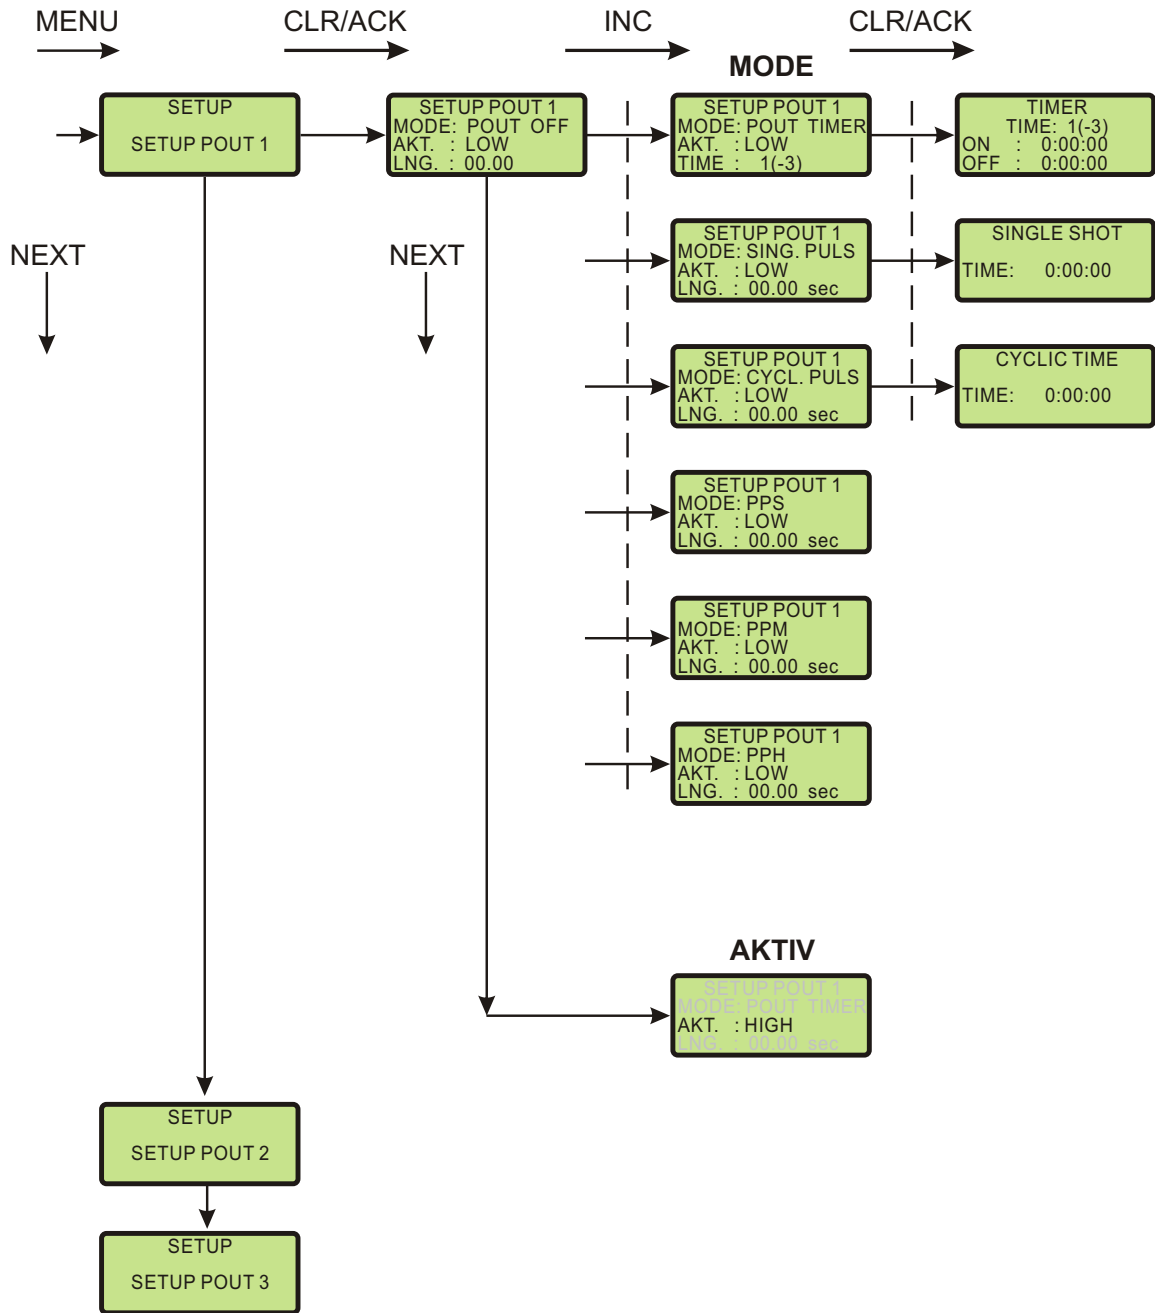 MENU
CLR/ACK
INC
CLR/ACK
MODE
SETUP
SETUP POUT 1
SETUP POUT 1
MODE: POUT OFF
AKT. : LOW
LNG. : 00.00
SETUP POUT 1
MODE: POUT TIMER
AKT. : LOW
TIME : 1(-3)
TIMER
TIME: 1(-3)
ON : 0:00:00
OFF : 0:00:00
NEXT
NEXT
SETUP POUT 1
MODE: SING. PULS
AKT. : LOW
LNG. : 00.00 sec
SINGLE SHOT
TIME: 0:00:00
SETUP POUT 1
MODE: CYCL. PULS
AKT. : LOW
LNG. : 00.00 sec
CYCLIC TIME
TIME: 0:00:00
SETUP POUT 1
MODE: PPS
AKT. : LOW
LNG. : 00.00 sec
SETUP POUT 1
MODE: PPM
AKT. : LOW
LNG. : 00.00 sec
SETUP POUT 1
MODE: PPH
AKT. : LOW
LNG. : 00.00 sec
AKTIV
SETUP POUT 1
MODE: POUT TIMER
AKT. : HIGH
LNG. : 00.00 sec
SETUP
SETUP POUT 2
SETUP
SETUP POUT 3